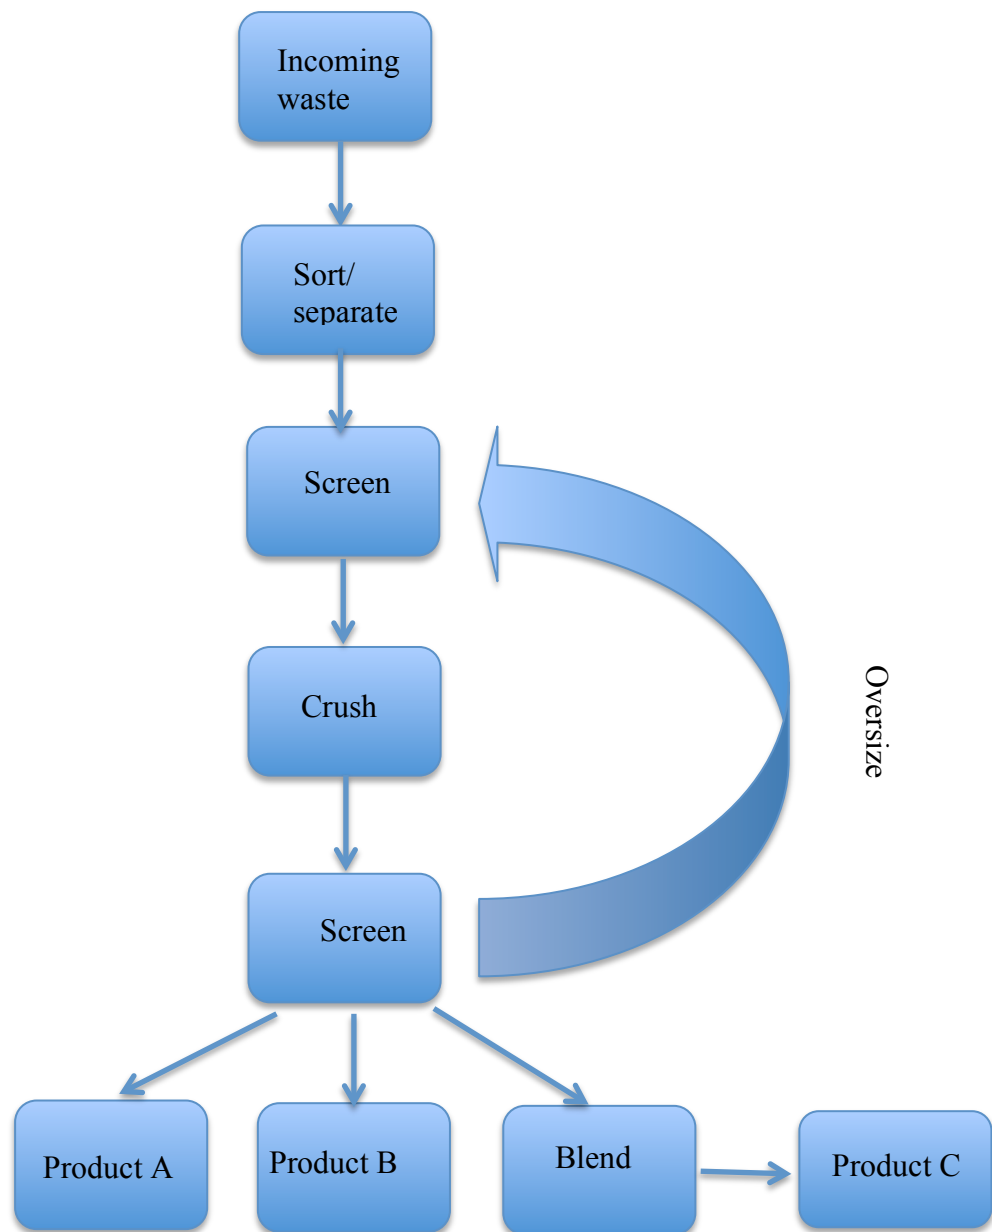 Incoming
waste
Sort/
separate
Screen
Crush
Oversize
Screen
Product A
Product B
Blend
Product C